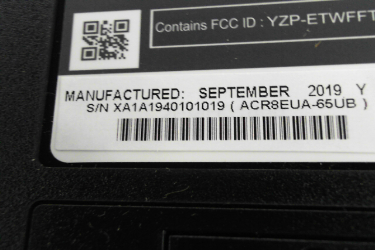 Contains FCC ID : YZP-ETWFFT
MANUFACTURED: SEPTEMBER 2019 Y
S/N XA1A1940101019 ( ACR8EUA-65UB )